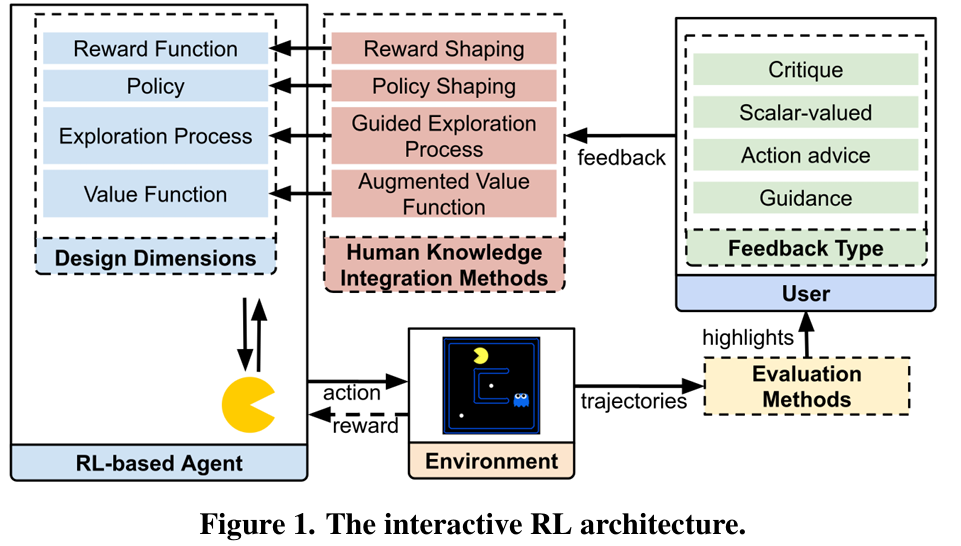 Reward Function
Policy
Exploration Process
Value Function
Design Dimensions
Reward Shaping
Policy Shaping
Guided Exploration
Process
Augmented Value
Function
Human Knowledge
Integration Methods
feedback
Critique
Scalar-valued
Action advice
Guidance
Feedback Type
User
highlights
Evaluation
Methods
trajectories
action
reward
Environment
RL-based Agent
Figure 1. The interactive RL architecture.